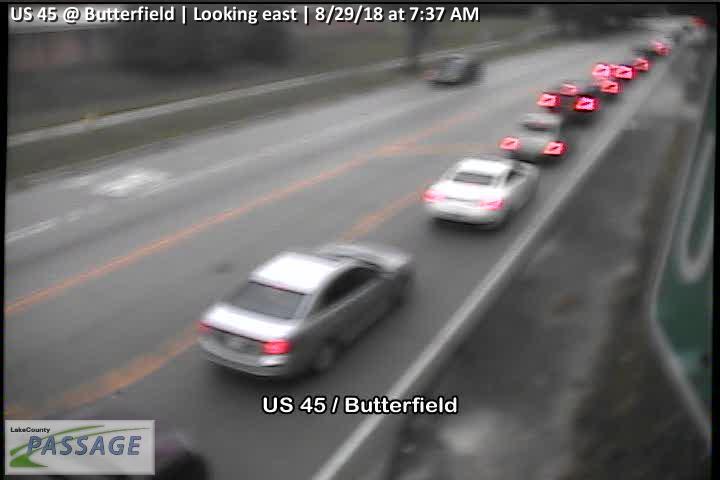 US 45 @ Butterfield | Looking east | 8/29/18 at 7:37 AM
US 45 / Butterfield
LakeCounty
PASSAGE